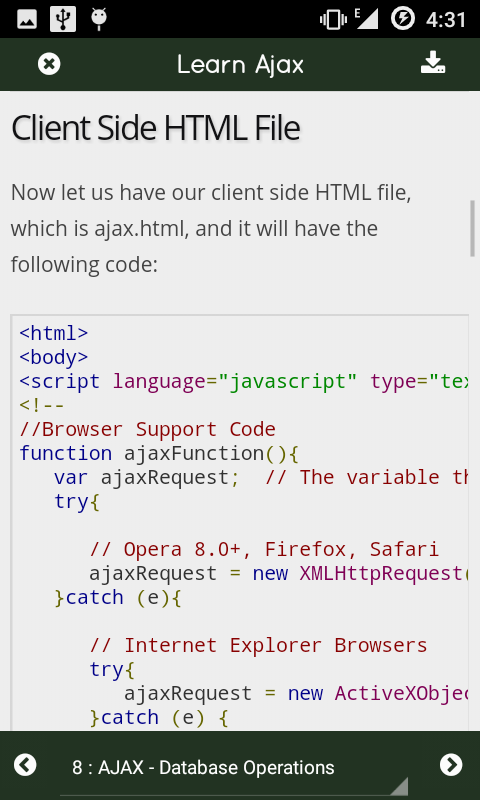 E 4:31
Learn Ajax
Client Side HTML File
Now let us have our client side HTML file,
which is ajax.html, and it will have the
following code:
<html>
<body>
<script language="javascript" type="tex
<!--
//Browser Support Code
function ajaxFunction(){
   var ajaxRequest;  // The variable th
   try{
      // Opera 8.0+, Firefox, Safari
      ajaxRequest = new XMLHttpRequest(
   }catch (e){
      // Internet Explorer Browsers
      try{
         ajaxRequest = new ActiveXObjec
      }catch (e) {
8 : AJAX - Database Operations